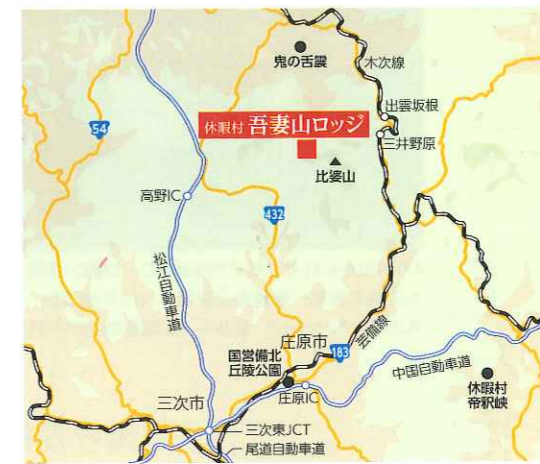 鬼の舌震
木次線
出雲坂根
54
休暇村 吾妻山ロッジ
三井野原
比婆山
高野IC
432
松江自動車道
庄原市
183
芸備線
国営備北
丘陵公園
中国自動車道
三次市
庄原IC
休暇村
帝釈峡
三次東JCT
尾道自動車道